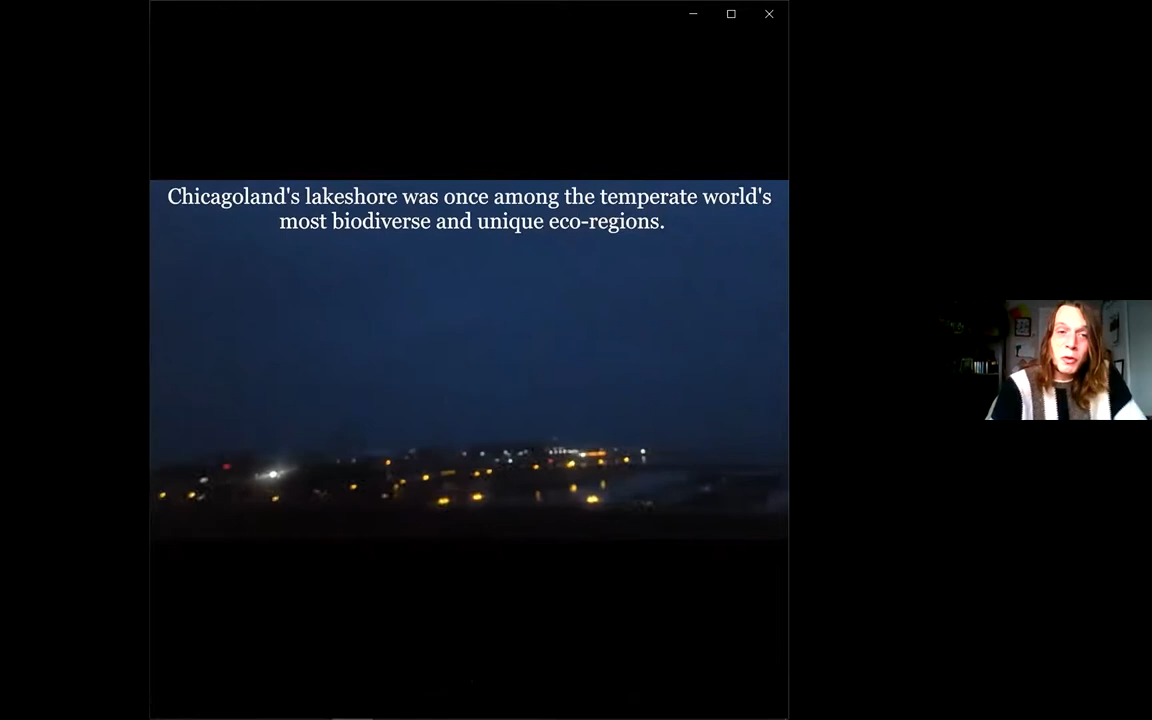 Chicagoland's lakeshore was once among the temperate world's
most biodiverse and unique eco-regions.